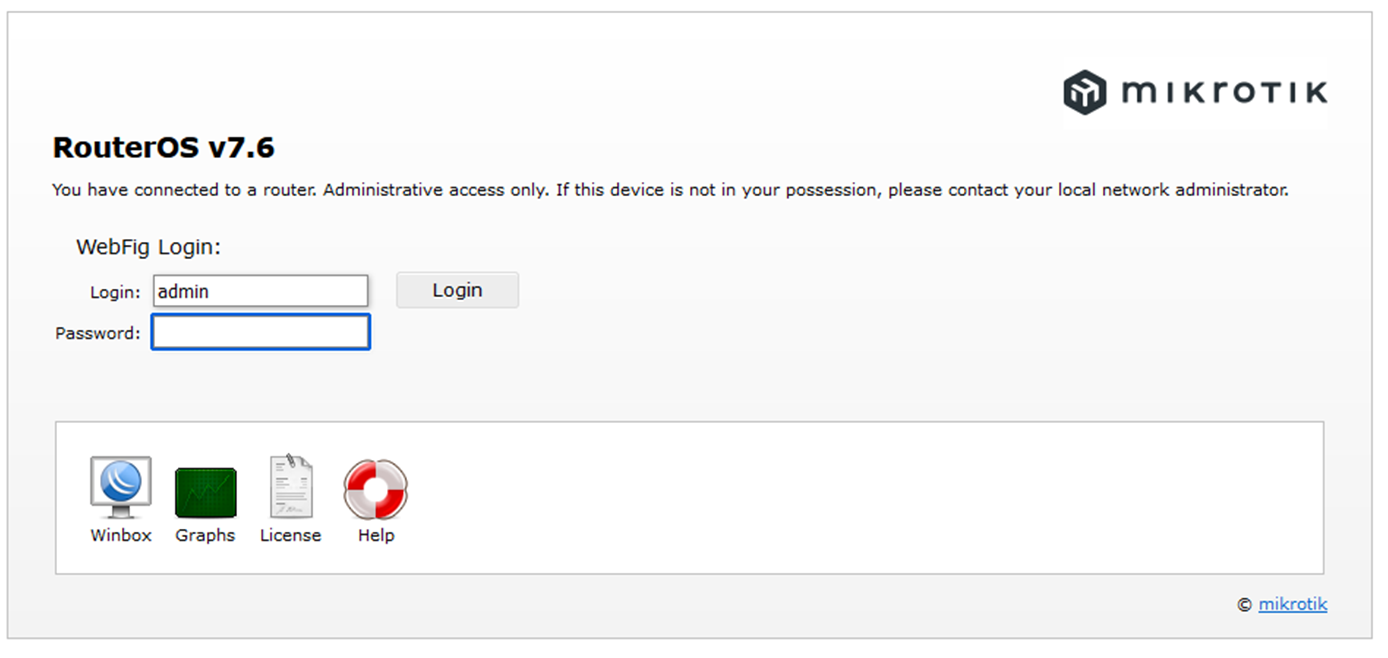 mikrotik
RouterOS v7.6
You have connected to a router. Administrative access only. If this device is not in your possession, please contact your local network administrator.
WebFig Login:
Login: admin Login
Password:
Winbox Graphs License Help
© mikrotik